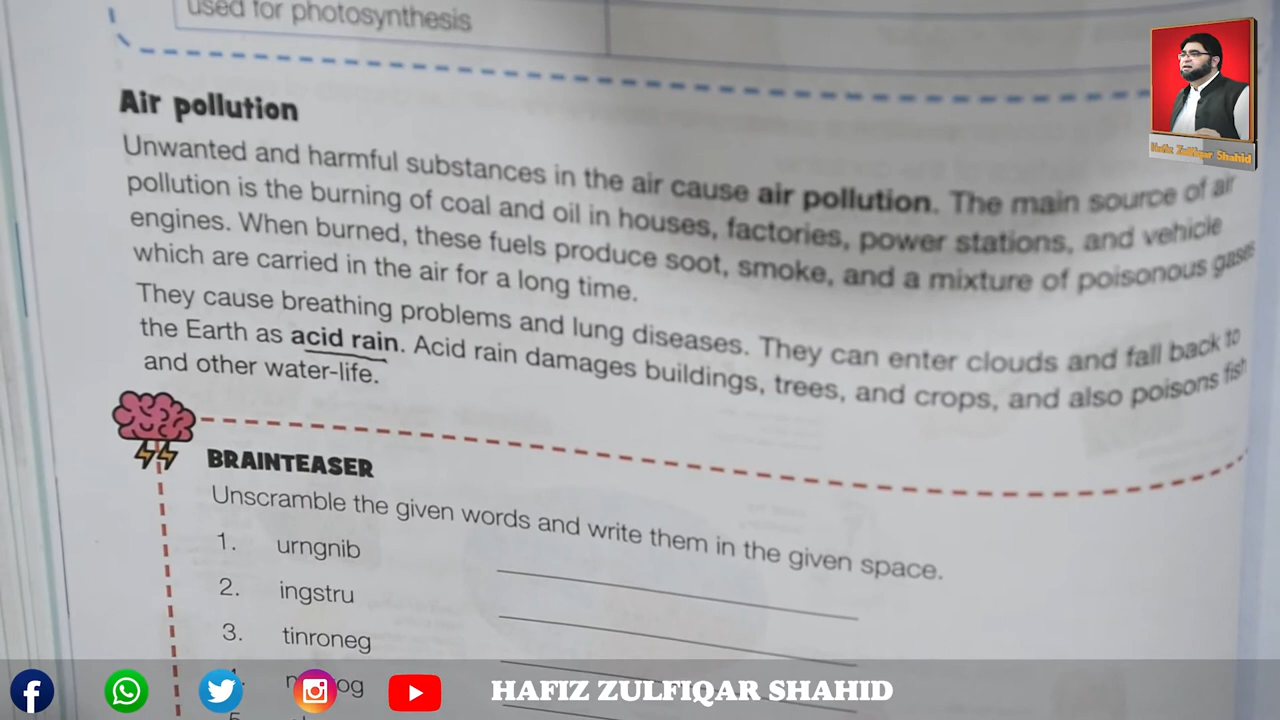 used for photosynthesis
Hafiz Zulfiqar Shahid
Air pollution
Unwanted and harmful substances in the air cause air pollution. The main source of air
pollution is the burning of coal and oil in houses, factories, power stations, and vehicle
engines. When burned, these fuels produce soot, smoke, and a mixture of poisonous gases
which are carried in the air for a long time.
They cause breathing problems and lung diseases. They can enter clouds and fall back to
the Earth as acid rain. Acid rain damages buildings, trees, and crops, and also poisons fish
and other water-life.
BRAINTEASER
Unscramble the given words and write them in the given space.
1. urngnib
2. ingstru
3. tinroneg
HAFIZ ZULFIQAR SHAHID